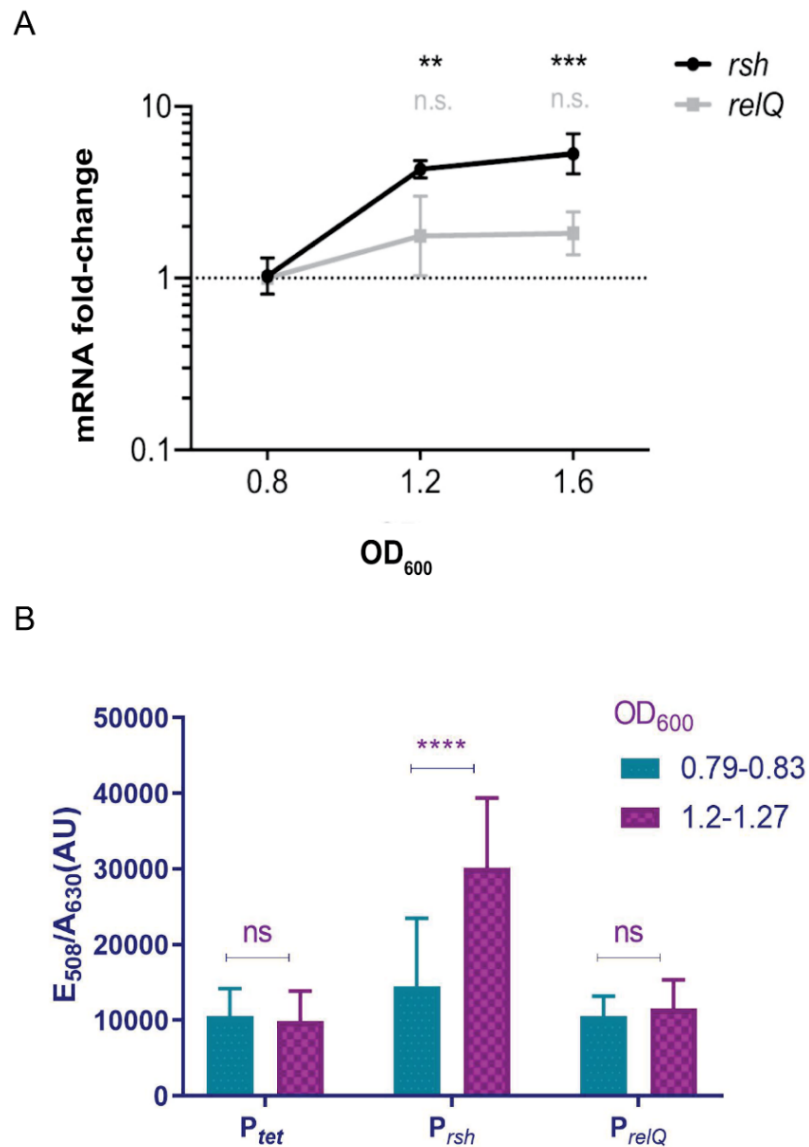 A
** ***
n.s. n.s.
rsh
relQ
10
1
0.1
mRNA fold-change
0.8 1.2 1.6
OD600
B
50000
40000
30000
20000
10000
0
E508/A630(AU)
ns
****
ns
OD600
0.79-0.83
1.2-1.27
Ptet Prsh PrelQ